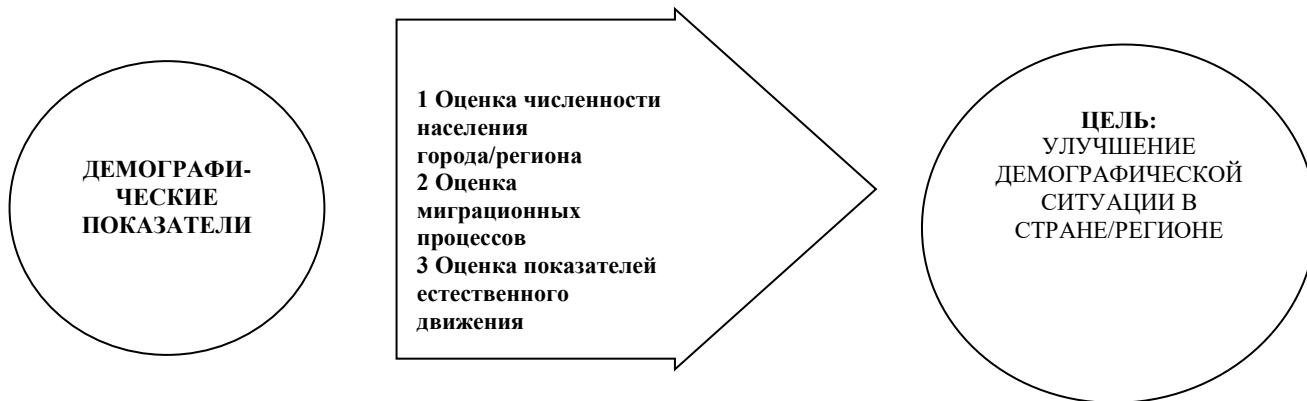 ДЕМОГРАФИ-
ЧЕСКИЕ
ПОКАЗАТЕЛИ
1 Оценка численности
населения
города/региона
2 Оценка
миграционных
процессов
3 Оценка показателей
естественного
движения
ЦЕЛЬ:
УЛУЧШЕНИЕ
ДЕМОГРАФИЧЕСКОЙ
СИТУАЦИИ В
СТРАНЕ/РЕГИОНЕ